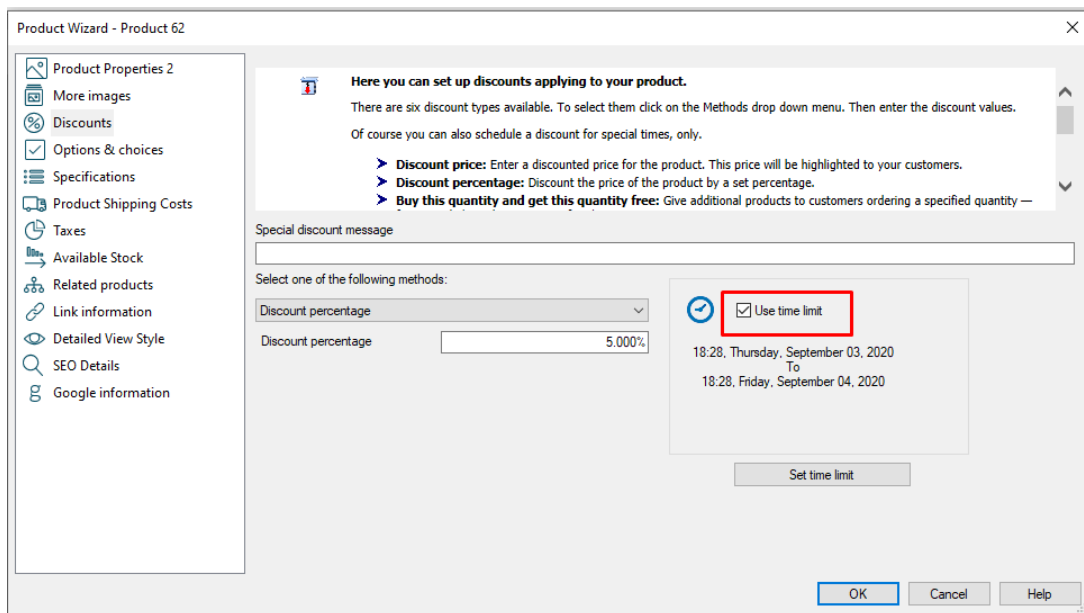 Product Wizard - Product 62
Product Properties 2
More images
Discounts
Options & choices
Specifications
Product Shipping Costs
Taxes
Available Stock
Related products
Link information
Detailed View Style
SEO Details
Google information
Here you can set up discounts applying to your product.
There are six discount types available. To select them click on the Methods drop down menu. Then enter the discount values.
Of course you can also schedule a discount for special times, only.
Discount price: Enter a discounted price for the product. This price will be highlighted to your customers.
Discount percentage: Discount the price of the product by a set percentage.
Buy this quantity and get this quantity free: Give additional products to customers ordering a specified quantity —
Special discount message
Select one of the following methods:
Discount percentage
Discount percentage 5.000%
Use time limit
18:28, Thursday, September 03, 2020
To
18:28, Friday, September 04, 2020
Set time limit
OK Cancel Help